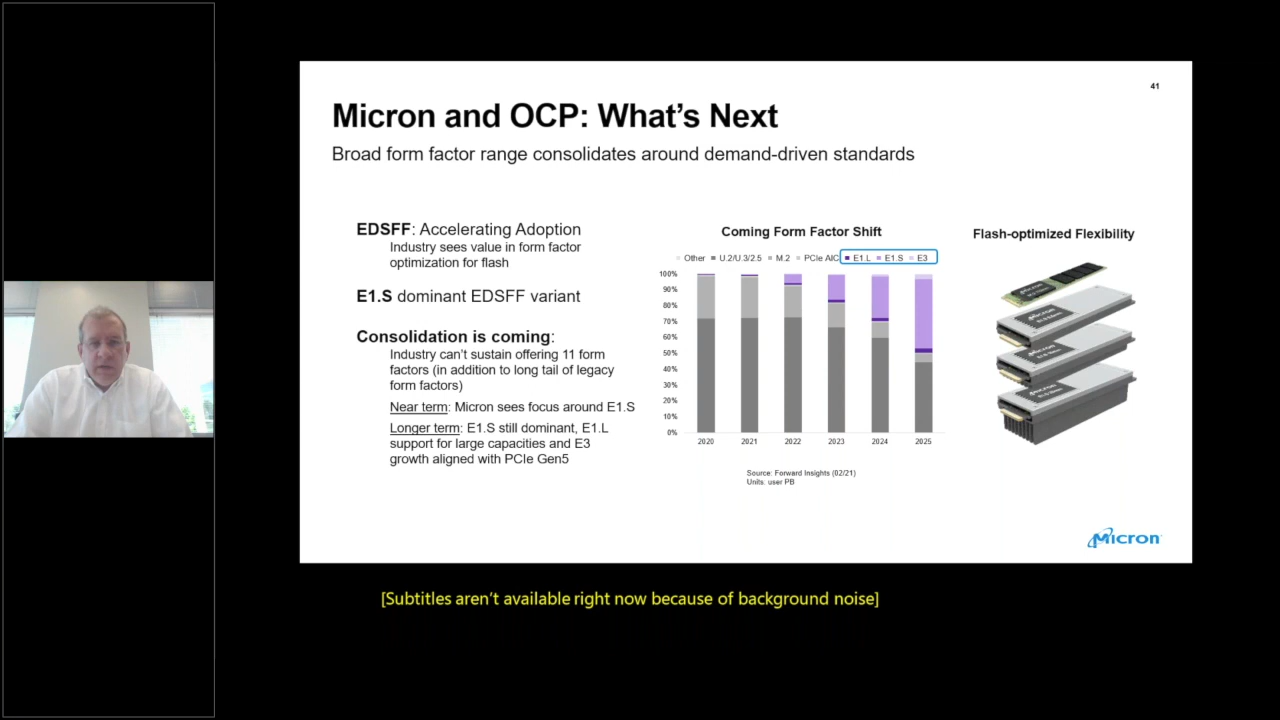 41
Micron and OCP: What's Next
Broad form factor range consolidates around demand-driven standards
EDSFF: Accelerating Adoption
Industry sees value in form factor
optimization for flash
E1.S dominant EDSFF variant
Consolidation is coming:
Industry can't sustain offering 11 form
factors (in addition to long tail of legacy
form factors)
Near term: Micron sees focus around E1.S
Longer term: E1.S still dominant, E1.L
support for large capacities and E3
growth aligned with PCIe Gen5
Coming Form Factor Shift
Other U.2/U.3/2.5 M.2 PCIe AIC E1.L E1.S E3
100%
90%
80%
70%
60%
50%
40%
30%
20%
10%
0%
2020 2021 2022 2023 2024 2025
Source: Forward Insights (02/21)
Units: user PB
Flash-optimized Flexibility
Micron
[Subtitles aren't available right now because of background noise]